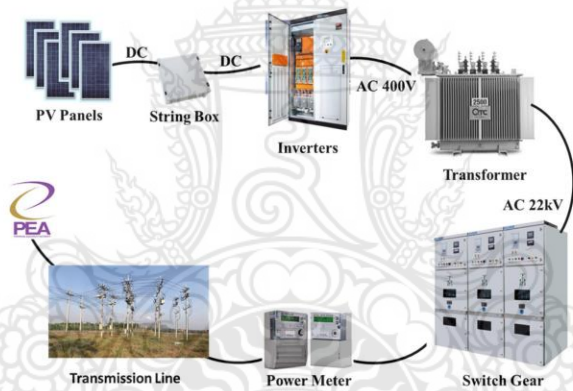 DC
DC
PV Panels
String Box
Inverters
AC 400V
2500
Transformer
AC 22kV
PEA
Transmission Line
Power Meter
Switch Gear